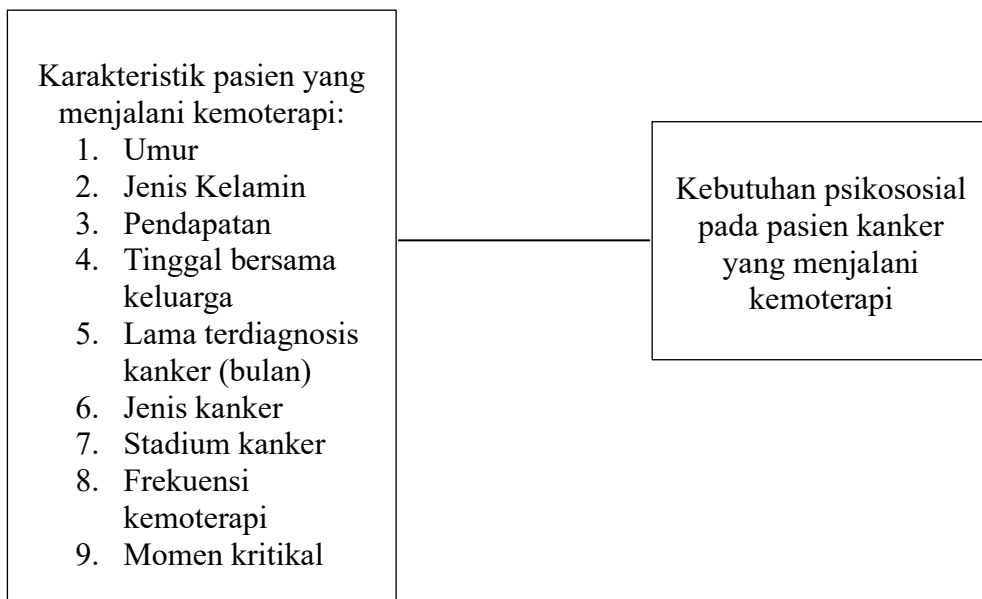 Karakteristik pasien yang
menjalani kemoterapi:
1. Umur
2. Jenis Kelamin
3. Pendapatan
4. Tinggal bersama
keluarga
5. Lama terdiagnosis
kanker (bulan)
6. Jenis kanker
7. Stadium kanker
8. Frekuensi
kemoterapi
9. Momen kritikal
Kebutuhan psikososial
pada pasien kanker
yang menjalani
kemoterapi